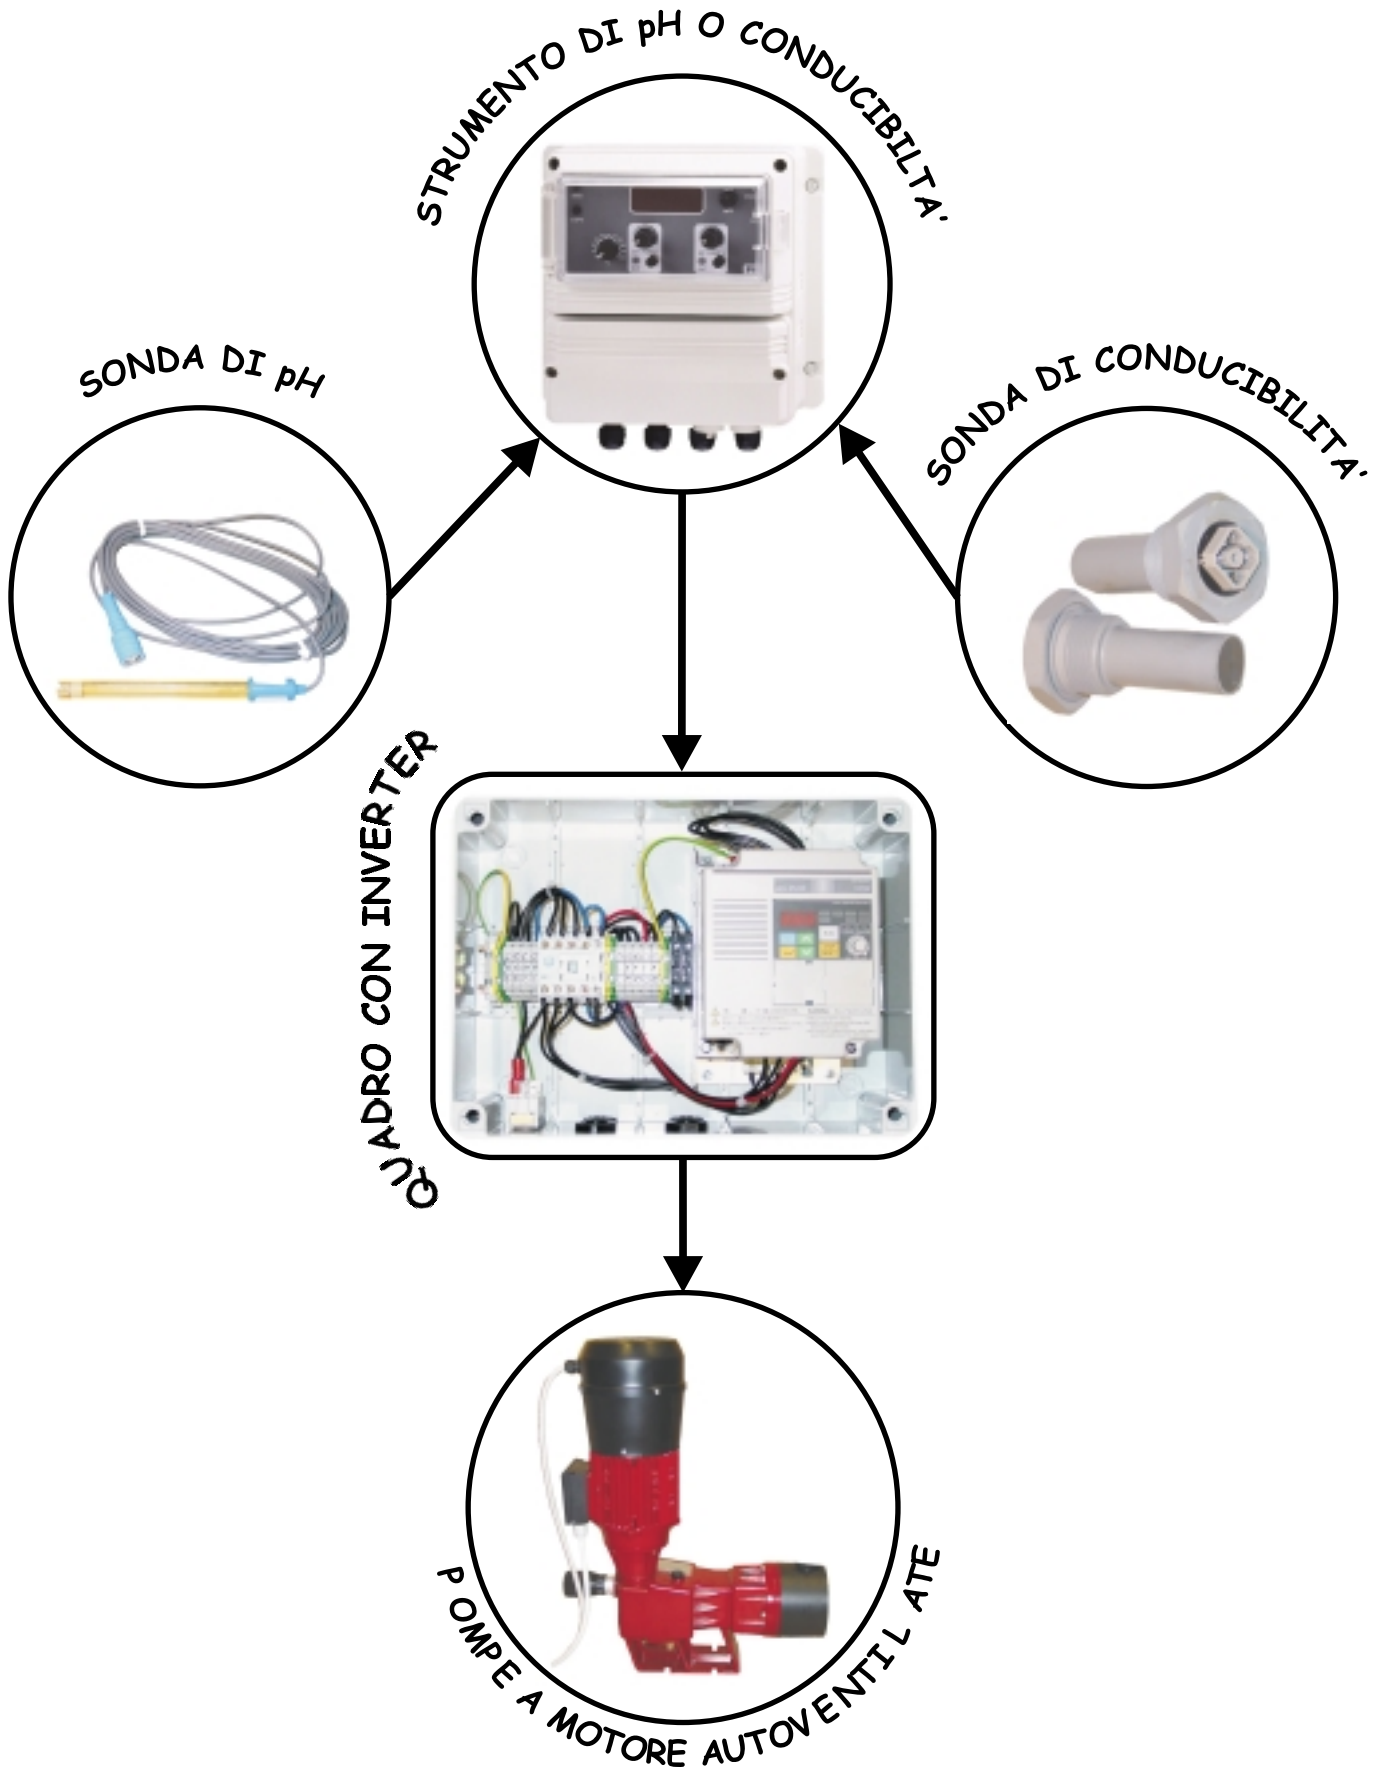 STRUMENTO DI pH O CONDUCIBILTA'
SONDA DI pH
SONDA DI CONDUCIBILITA'
QUADRO CON INVERTER
POMPE A MOTORE AUTOVENTILATE